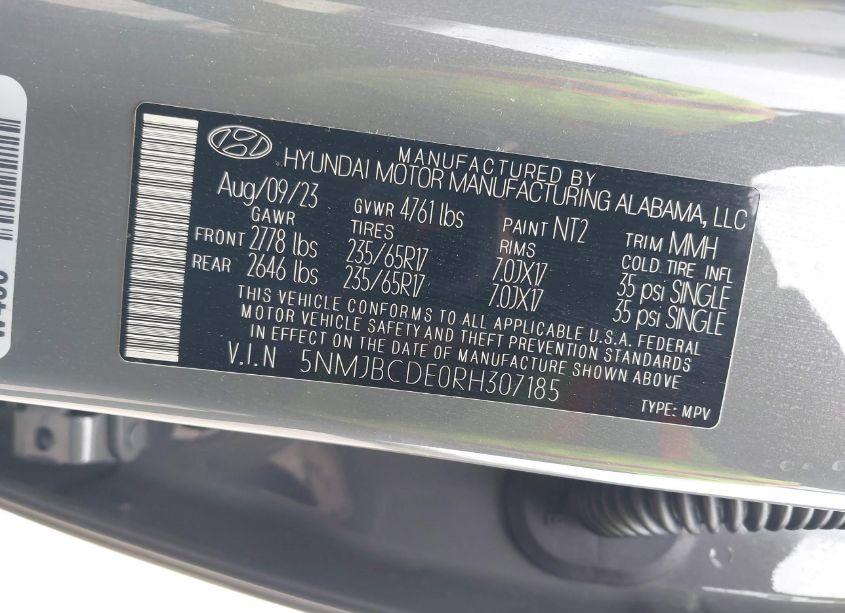 MANUFACTURED BY
HYUNDAI MOTOR MANUFACTURING ALABAMA, LLC
Aug/09/23 GVWR 4761 lbs PAINT NT2 TRIM MMH
GAWR TIRES RIMS COLD. TIRE INFL
FRONT 2778 lbs 235/65R17 7.0JX17 35 psi SINGLE
REAR 2646 lbs 235/65R17 7.0JX17 35 psi SINGLE
THIS VEHICLE CONFORMS TO ALL APPLICABLE U.S.A. FEDERAL
MOTOR VEHICLE SAFETY AND THEFT PREVENTION STANDARDS
IN EFFECT ON THE DATE OF MANUFACTURE SHOWN ABOVE
V.I.N 5NMJBCDE0RH307185
TYPE: MPV